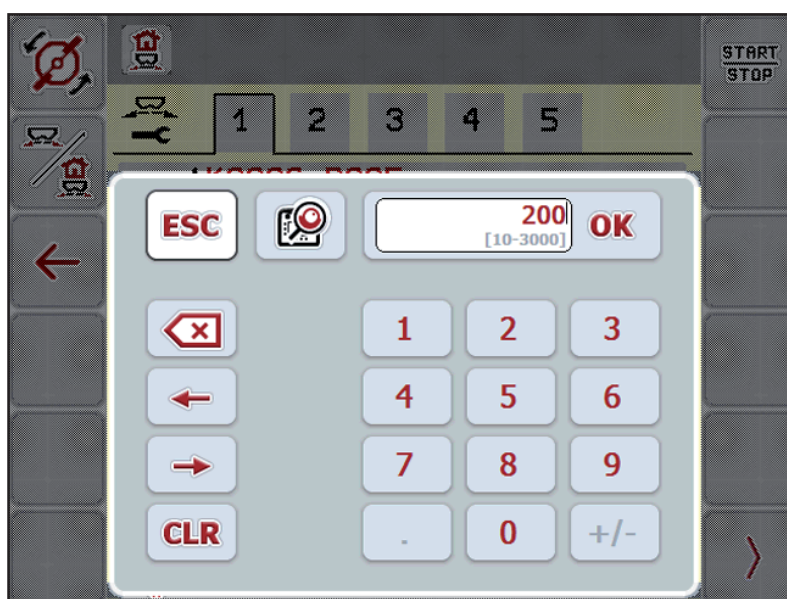 START
STOP
1 2 3 4 5
ESC 200 OK
[10-3000]
1 2 3
4 5 6
7 8 9
CLR . 0 +/-